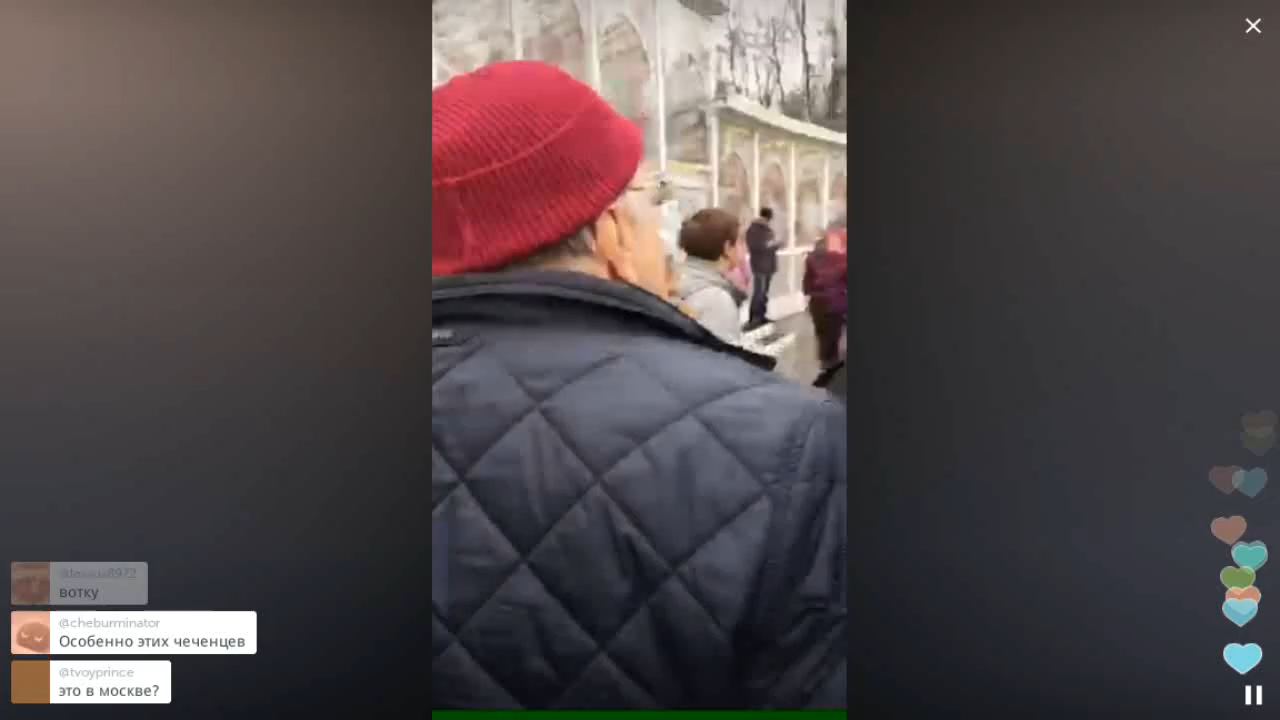 вотку
@cheburminator
Особенно этих чеченцев
@tvoyprince
это в москве?